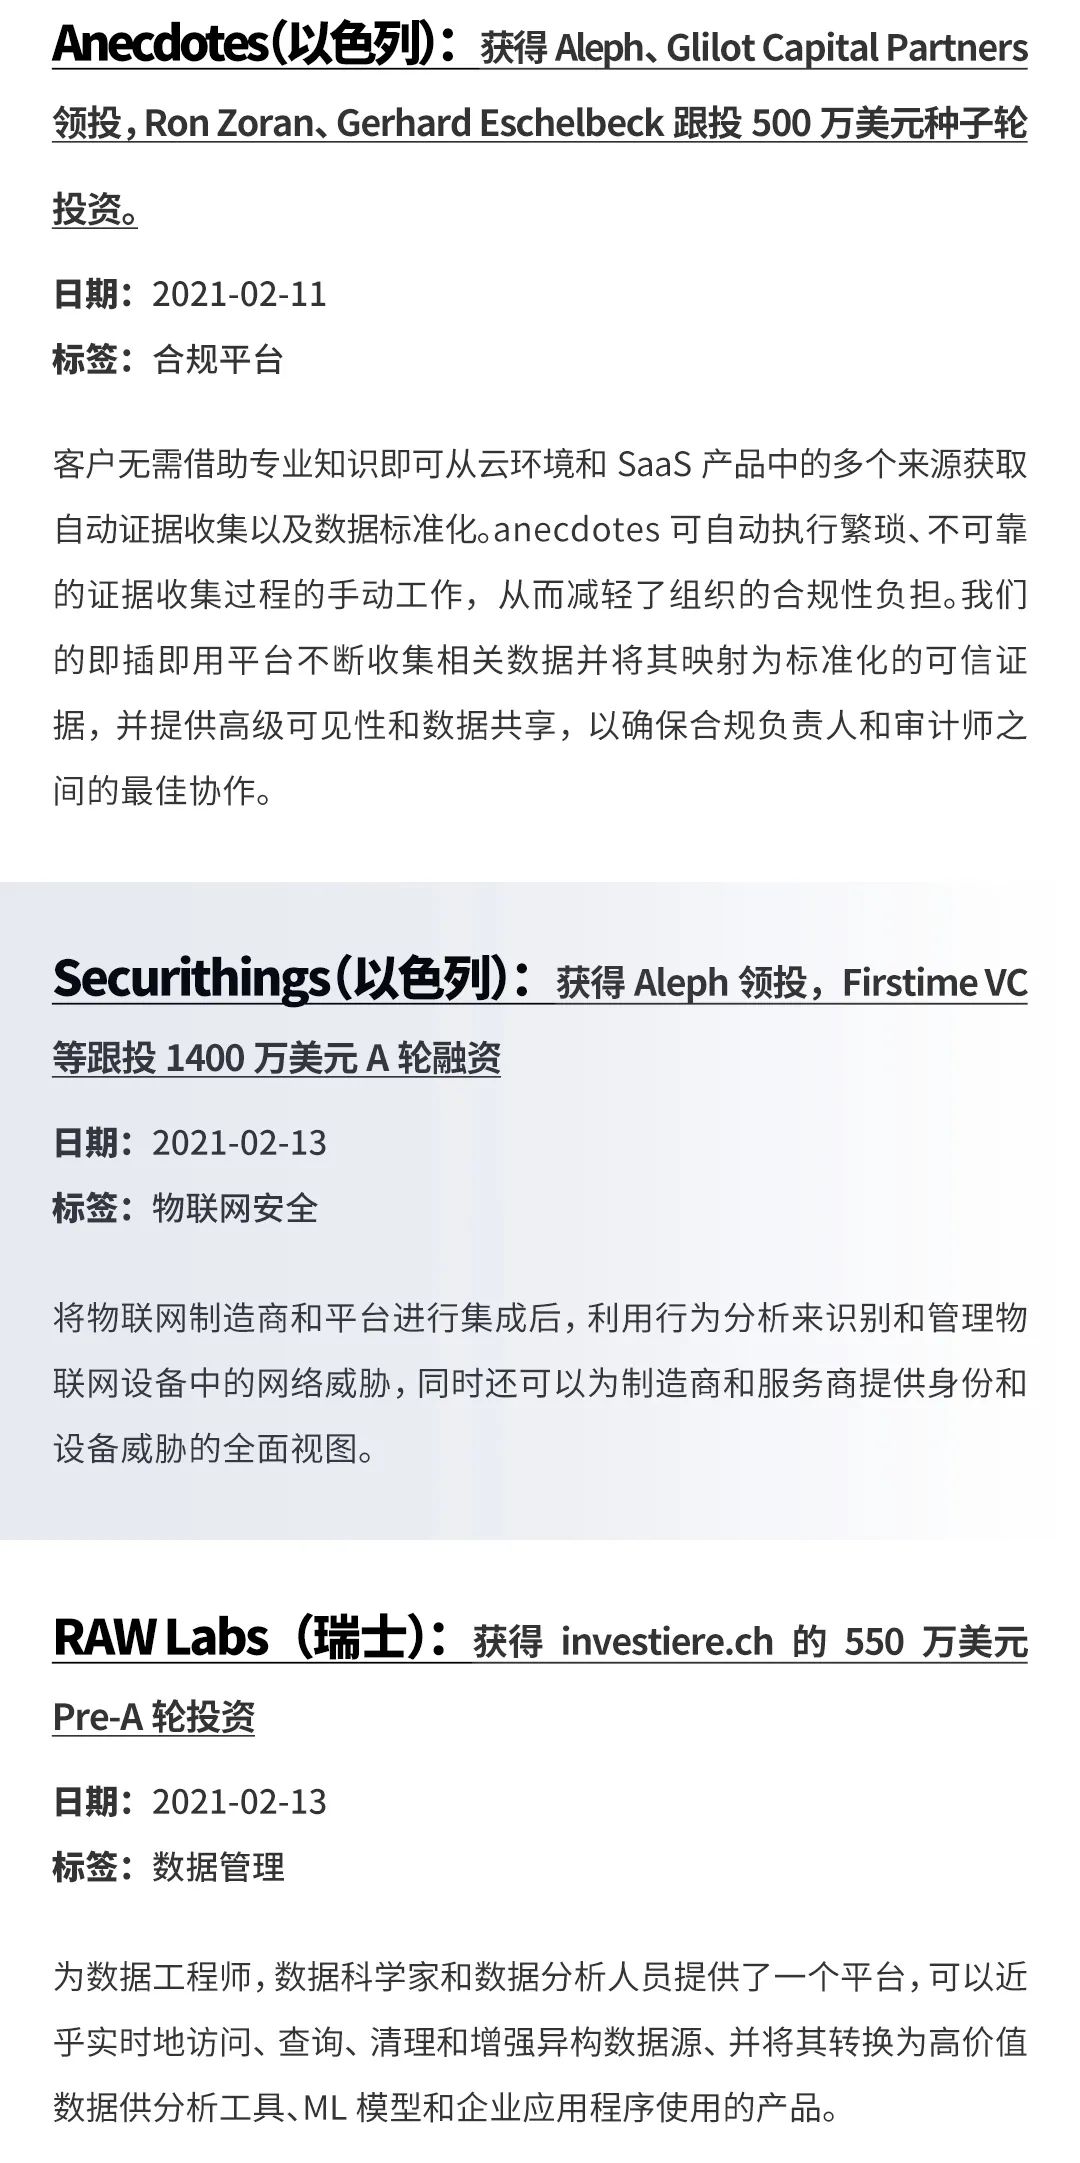 Anecdotes（以色列）：获得 Aleph、Glilot Capital Partners
领投，Ron Zoran、Gerhard Eschelbeck 跟投 500 万美元种子轮
投资。
日期：2021-02-11
标签：合规平台
客户无需借助专业知识即可从云环境和 SaaS 产品中的多个来源获取
自动证据收集以及数据标准化。anecdotes 可自动执行繁琐、不可靠
的证据收集过程的手动工作，从而减轻了组织的合规性负担。我们
的即插即用平台不断收集相关数据并将其映射为标准化的可信证
据，并提供高级可见性和数据共享，以确保合规负责人和审计师之
间的最佳协作。
Securithings（以色列）：获得 Aleph 领投，Firstime VC
等跟投 1400 万美元 A 轮融资
日期：2021-02-13
标签：物联网安全
将物联网制造商和平台进行集成后，利用行为分析来识别和管理物
联网设备中的网络威胁，同时还可以为制造商和服务商提供身份和
设备威胁的全面视图。
RAW Labs（瑞士）：获得 investiere.ch 的 550 万美元
Pre-A 轮投资
日期：2021-02-13
标签：数据管理
为数据工程师，数据科学家和数据分析人员提供了一个平台，可以近
乎实时地访问、查询、清理和增强异构数据源、并将其转换为高价值
数据供分析工具、ML 模型和企业应用程序使用的产品。